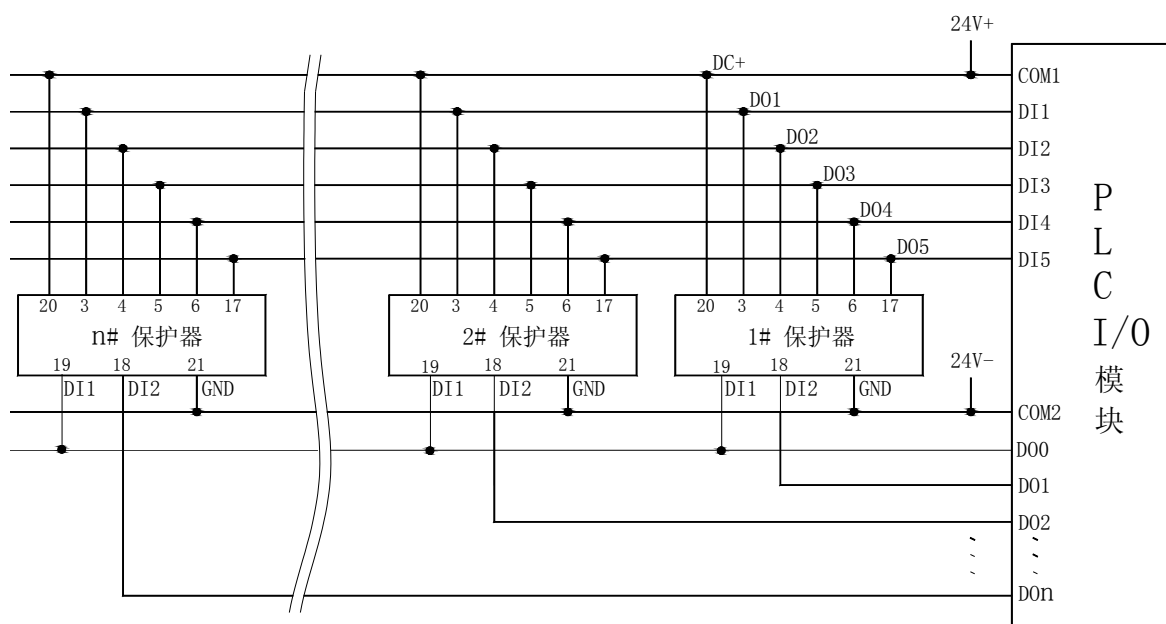 24V+
DC+
COM1
DO1
DI1
DO2
DI2
DO3
DI3
DO4
DI4
DO5
DI5
20 3 4 5 6 17
20 3 4 5 6 17
20 3 4 5 6 17
n# 保护器
2# 保护器
1# 保护器
19 18 21
19 18 21
19 18 21
DI1 DI2 GND
DI1 DI2 GND
DI1 DI2 GND
24V-
COM2
DO0
DO1
DO2
DOn
PLC I/O 模块